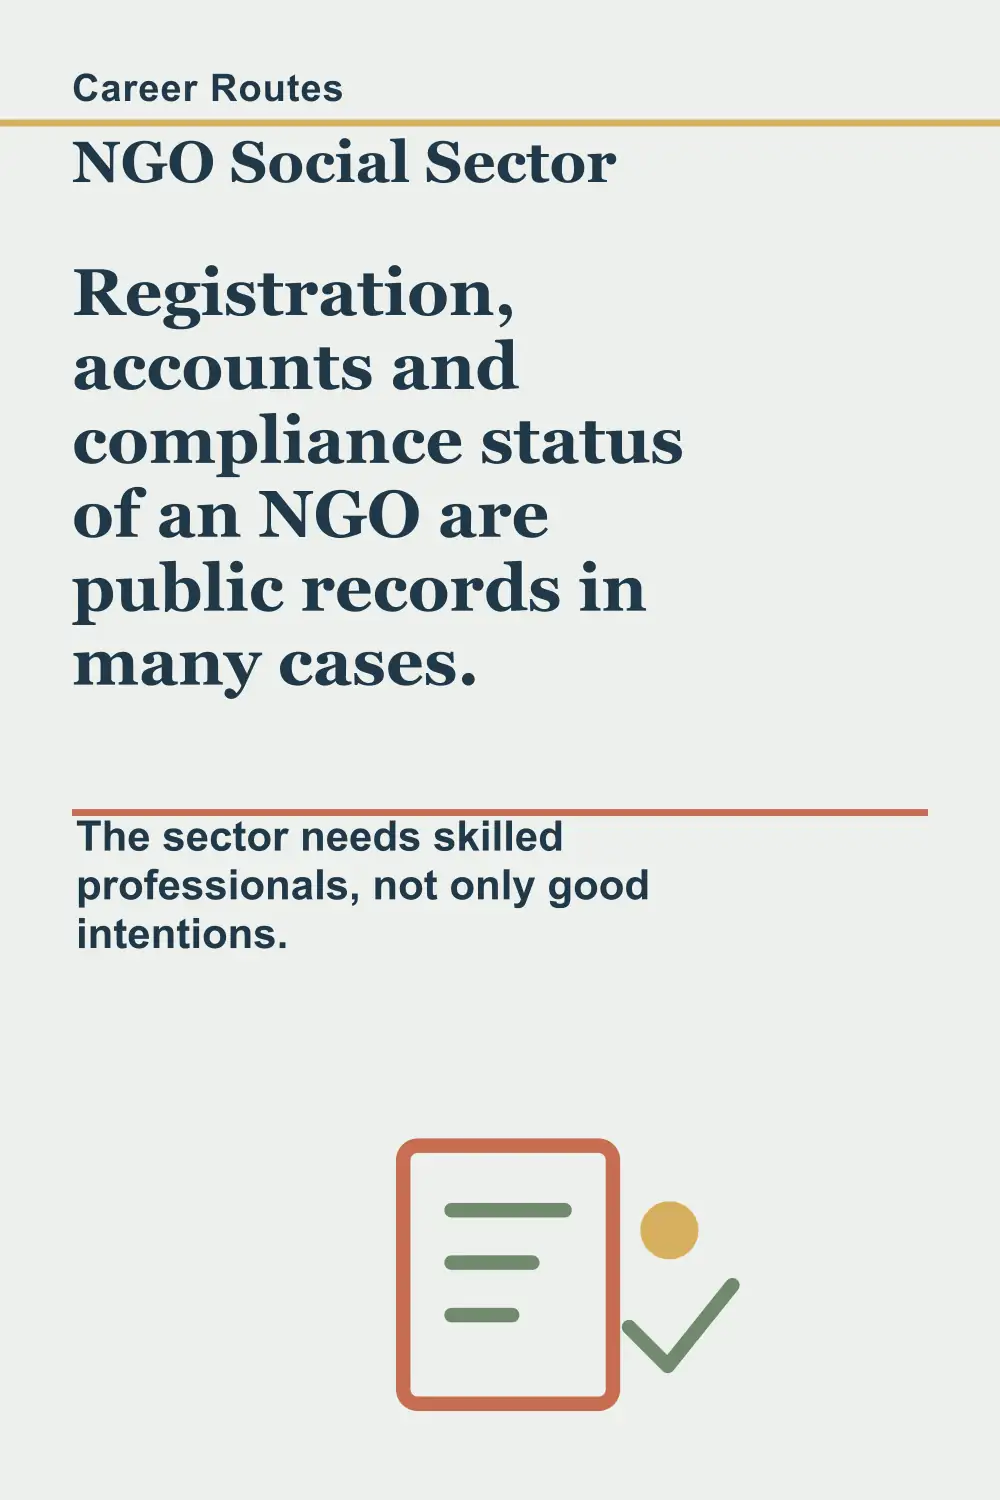 Career Routes
NGO Social Sector
Registration,
accounts and
compliance status
of an NGO are
public records in
many cases.
The sector needs skilled
professionals, not only good
intentions.